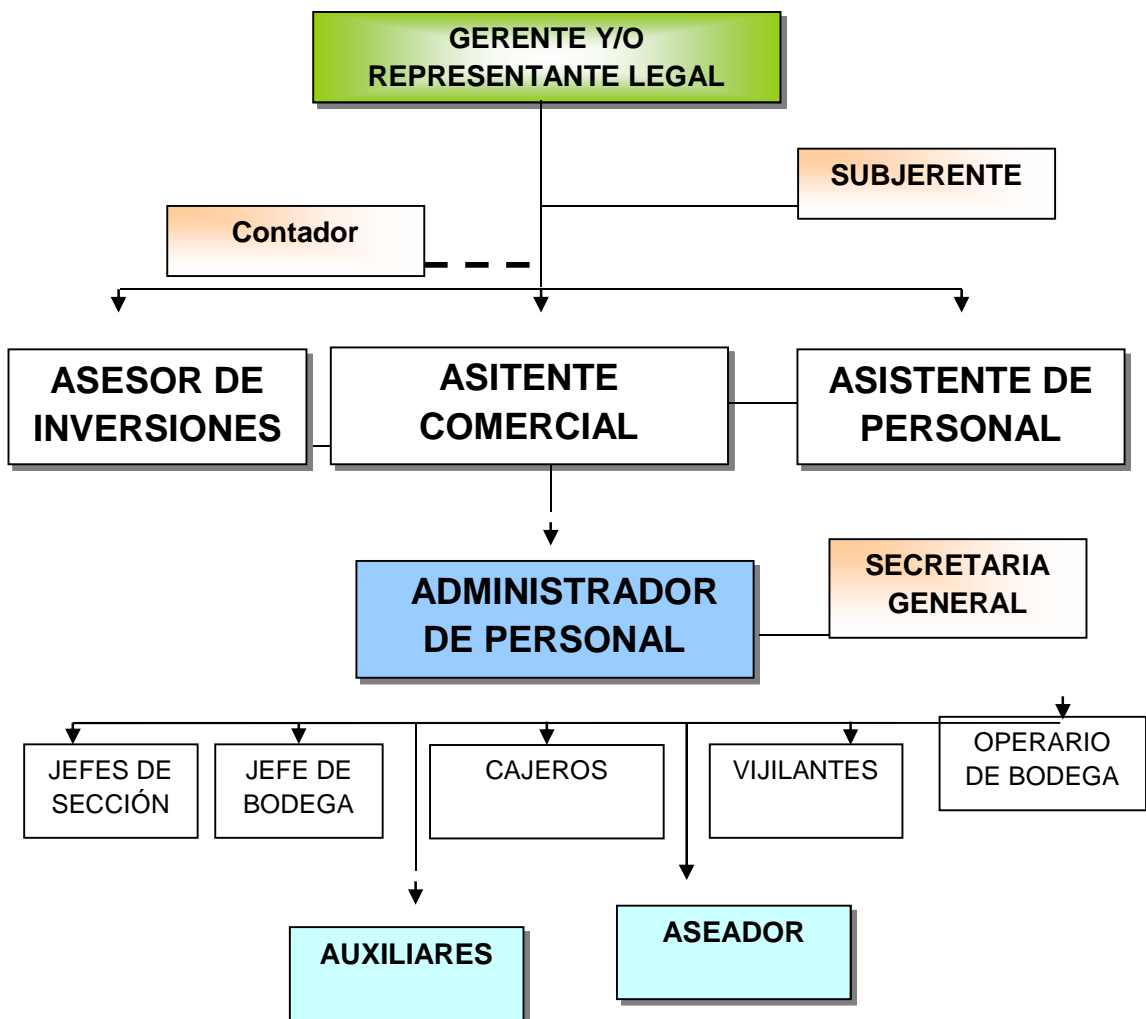 GERENTE Y/O
REPRESENTANTE LEGAL
SUBJERENTE
Contador
ASESOR DE
INVERSIONES
ASITENTE
COMERCIAL
ASISTENTE DE
PERSONAL
ADMINISTRADOR
DE PERSONAL
SECRETARIA
GENERAL
JEFES DE
SECCIÓN
JEFE DE
BODEGA
CAJEROS
VIJILANTES
OPERARIO
DE BODEGA
AUXILIARES
ASEADOR